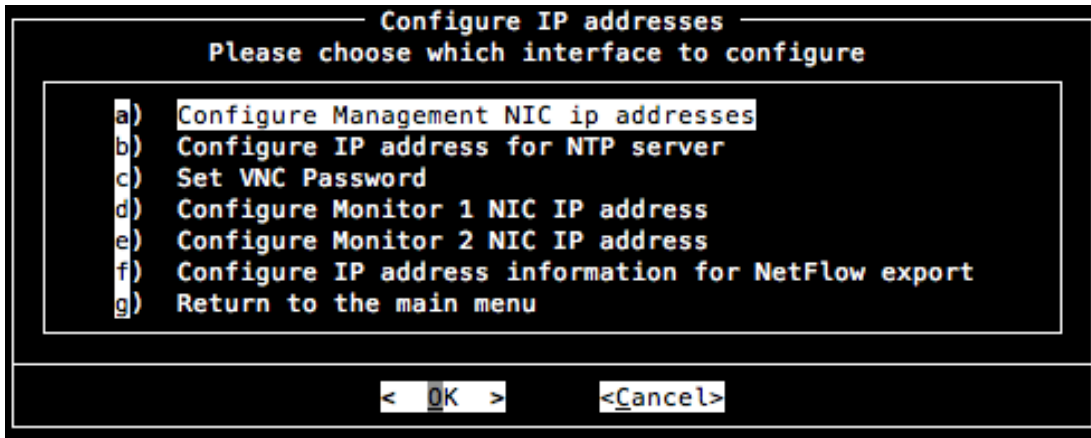 Configure IP addresses
Please choose which interface to configure
a) Configure Management NIC ip addresses
b) Configure IP address for NTP server
c) Set VNC Password
d) Configure Monitor 1 NIC IP address
e) Configure Monitor 2 NIC IP address
f) Configure IP address information for NetFlow export
g) Return to the main menu
< OK > <Cancel>